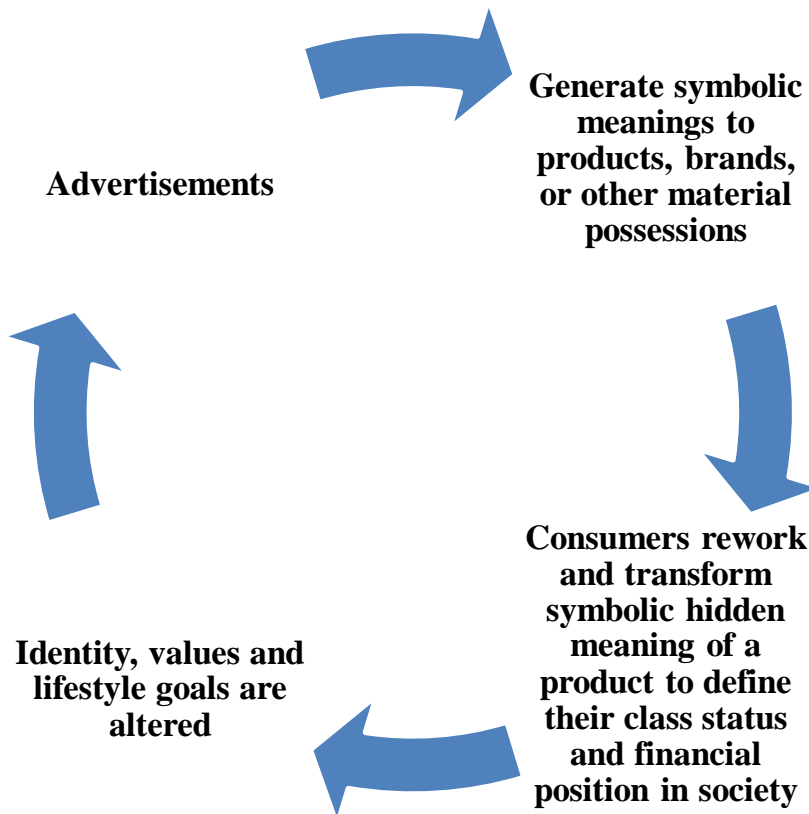 Advertisements
Generate symbolic
meanings to
products, brands,
or other material
possessions
Consumers rework
and transform
symbolic hidden
meaning of a
product to define
their class status
and financial
position in society
Identity, values and
lifestyle goals are
altered